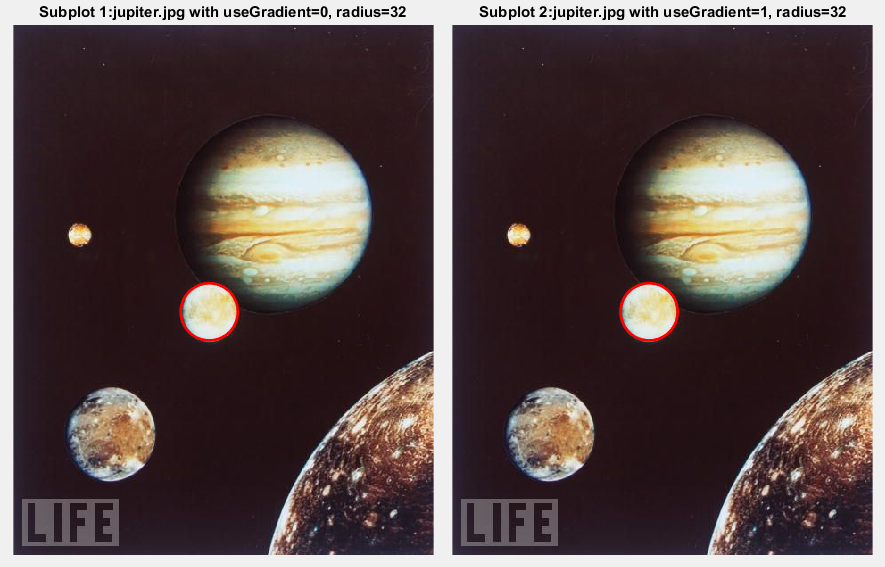 Subplot 1:jupiter.jpg with useGradient=0, radius=32
Subplot 2:jupiter.jpg with useGradient=1, radius=32
LIFE
LIFE